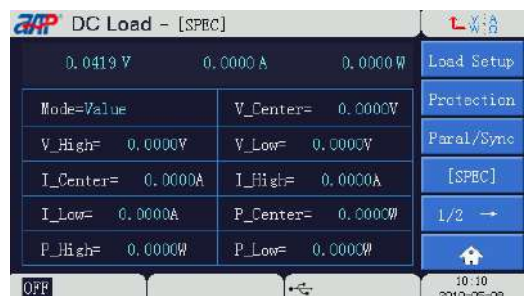 DC Load - [SPEC]
0.0419 V 0.0000 A 0.0000 W
Mode=Value V_Center= 0.0000V
V_High= 0.0000V V_Low= 0.0000V
I_Center= 0.0000A I_High= 0.0000A
I_Low= 0.0000A P_Center= 0.0000W
P_High= 0.0000W P_Low= 0.0000W
Load Setup
Protection
Paral/Sync
[SPEC]
1/2 →
OFF
10:10